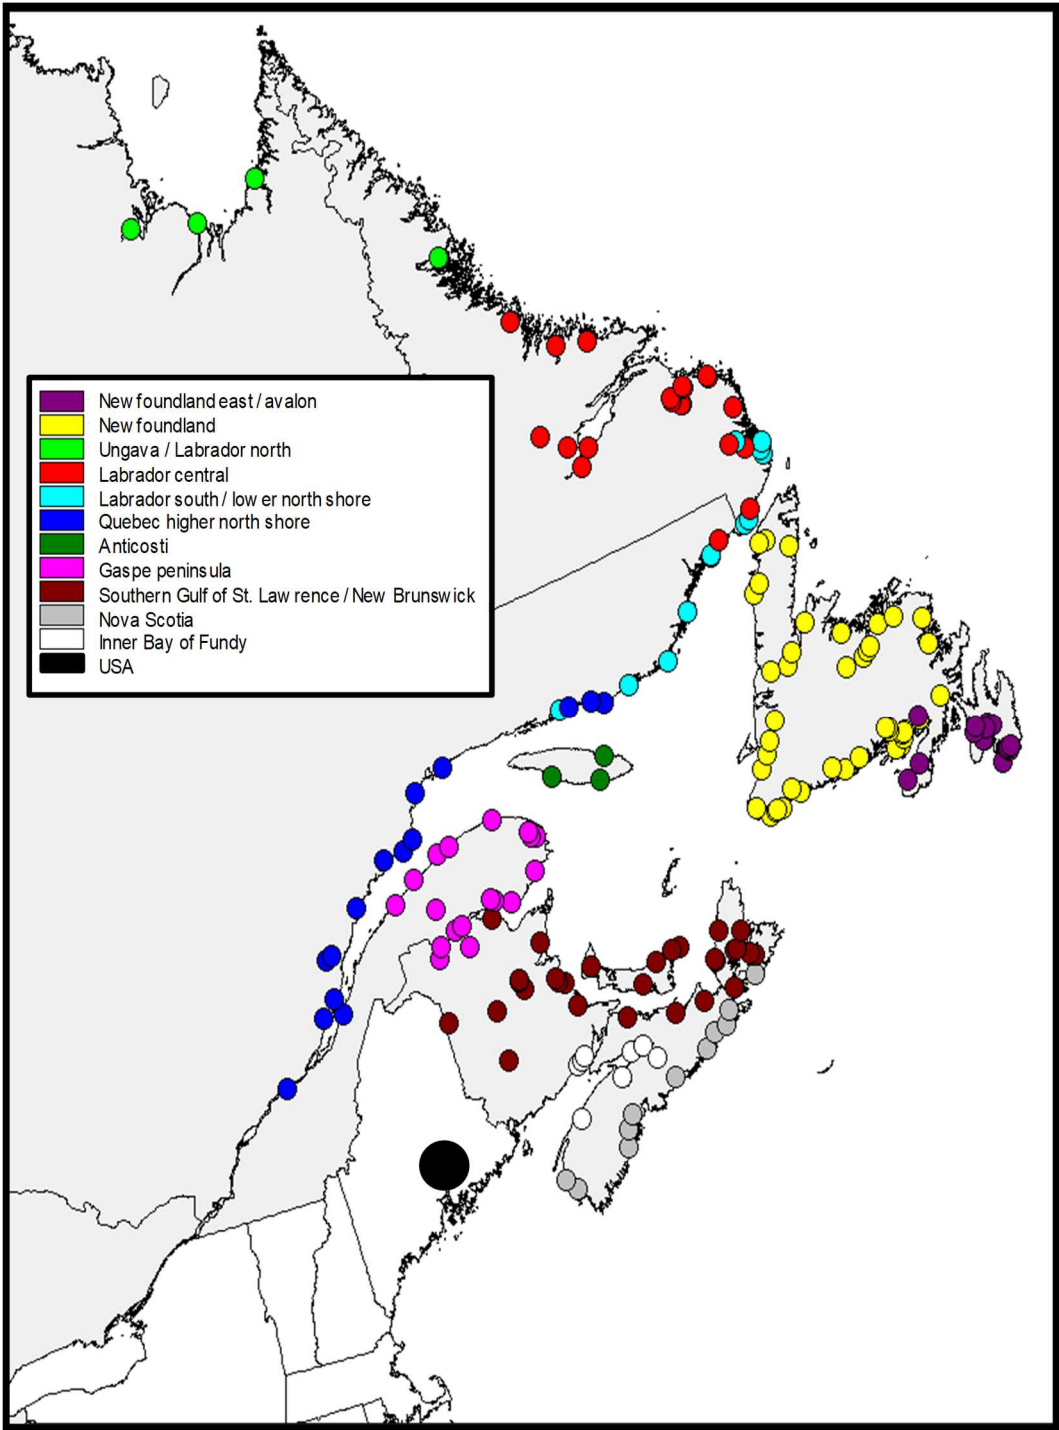 New foundland east / avalon
New foundland
Ungava / Labrador north
Labrador central
Labrador south / low er north shore
Quebec higher north shore
Anticosti
Gaspe peninsula
Southern Gulf of St. Law rence / New Brunswick
Nova Scotia
Inner Bay of Fundy
USA